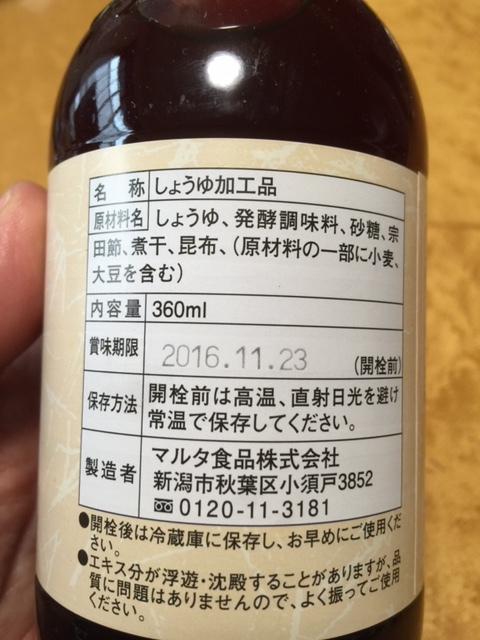 名称 しょうゆ加工品
原材料名 しょうゆ、発酵調味料、砂糖、宗
田節、煮干、昆布、(原材料の一部に小麦、
大豆を含む)
内容量 360ml
賞味期限 2016.11.23 (開栓前)
保存方法 開栓前は高温、直射日光を避け
常温で保存してください。
製造者 マルタ食品株式会社
新潟市秋葉区小須戸3852
0120-11-3181
●開栓後は冷蔵庫に保存し、お早めにご使用くだ
さい。
●エキス分が浮遊・沈殿することがありますが、品
質に問題はありませんので、よく振ってご使用
ください。